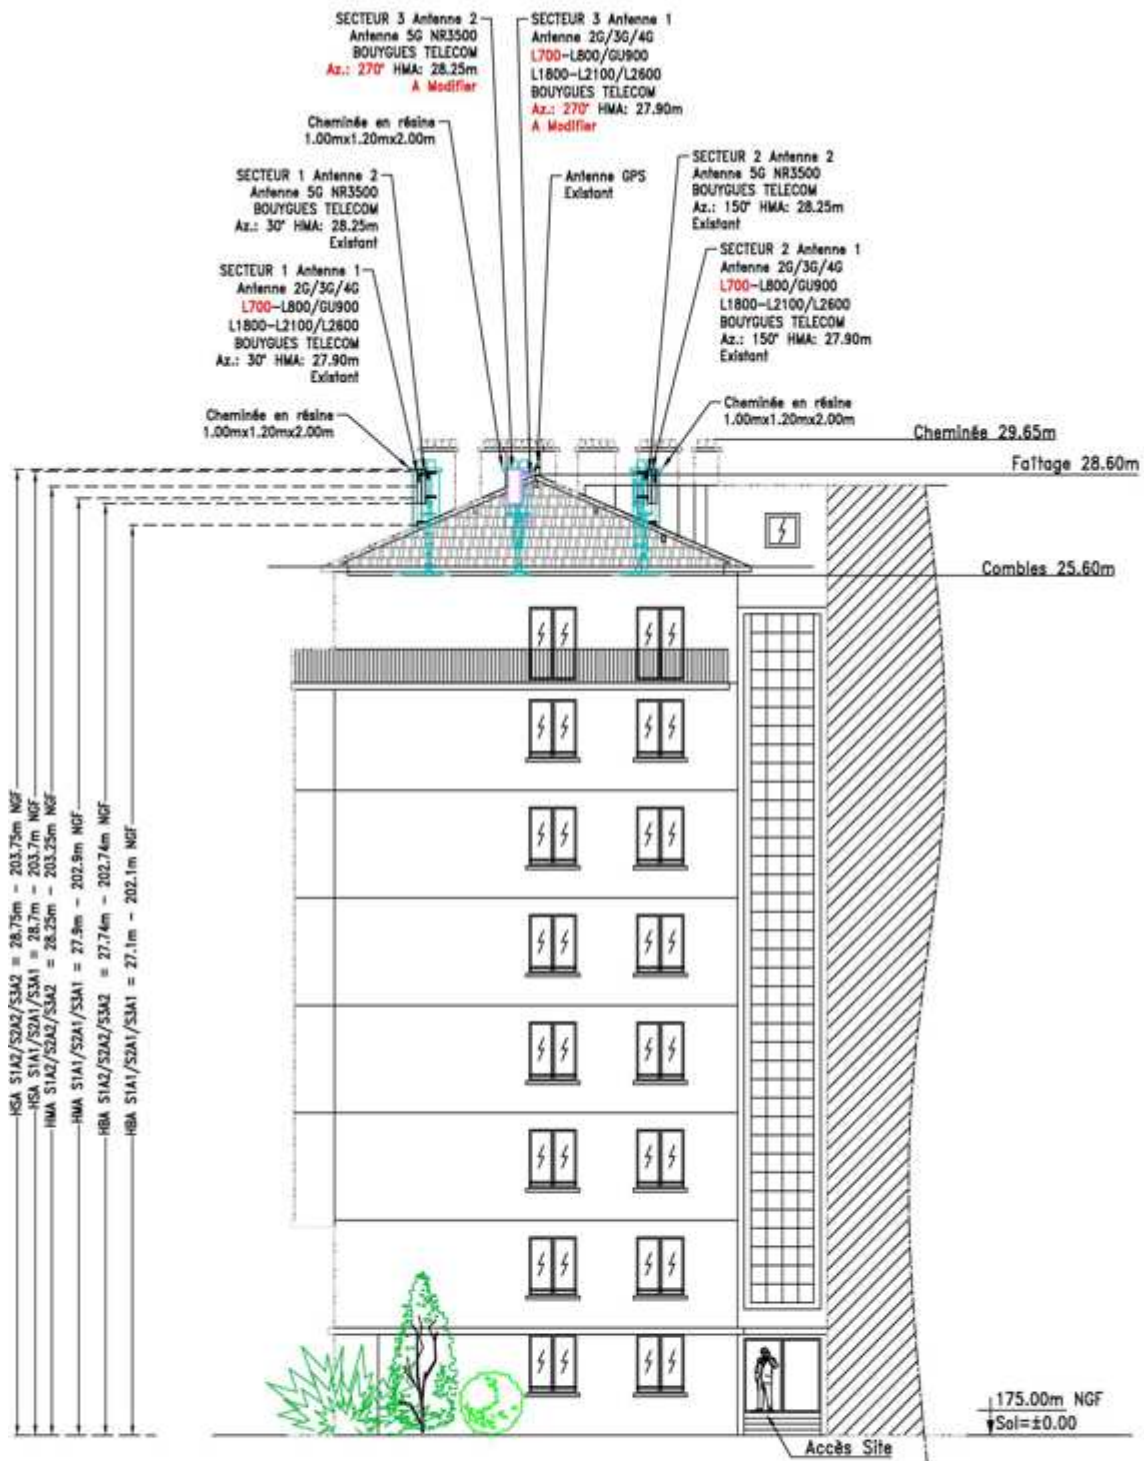 SECTEUR 3 Antenne 2
Antenne 5G NR3500
BOUYGUES TELECOM
Az.: 270° HMA: 28.25m
A Modifier
SECTEUR 3 Antenne 1
Antenne 2G/3G/4G
L700-L800/GU900
L1800-L2100/L2600
BOUYGUES TELECOM
Az.: 270° HMA: 27.90m
A Modifier
Cheminée en résine
1.00mx1.20mx2.00m
Antenne GPS
Existant
SECTEUR 1 Antenne 2
Antenne 5G NR3500
BOUYGUES TELECOM
Az.: 30° HMA: 28.25m
Existant
SECTEUR 2 Antenne 2
Antenne 5G NR3500
BOUYGUES TELECOM
Az.: 150° HMA: 28.25m
Existant
SECTEUR 1 Antenne 1
Antenne 2G/3G/4G
L700-L800/GU900
L1800-L2100/L2600
BOUYGUES TELECOM
Az.: 30° HMA: 27.90m
Existant
SECTEUR 2 Antenne 1
Antenne 2G/3G/4G
L700-L800/GU900
L1800-L2100/L2600
BOUYGUES TELECOM
Az.: 150° HMA: 27.90m
Existant
Cheminée en résine
1.00mx1.20mx2.00m
Cheminée en résine
1.00mx1.20mx2.00m
Cheminée 29.65m
Faîtage 28.60m
Combles 25.60m
HSA S1A2/S2A2/S3A2 = 28.75m - 203.75m NGF
HSA S1A1/S2A1/S3A1 = 28.7m - 203.7m NGF
HMA S1A2/S2A2/S3A2 = 28.25m - 203.25m NGF
HMA S1A1/S2A1/S3A1 = 27.9m - 202.9m NGF
HBA S1A2/S2A2/S3A2 = 27.74m - 202.74m NGF
HBA S1A1/S2A1/S3A1 = 27.1m - 202.1m NGF
175.00m NGF
Sol=±0.00
Accès Site